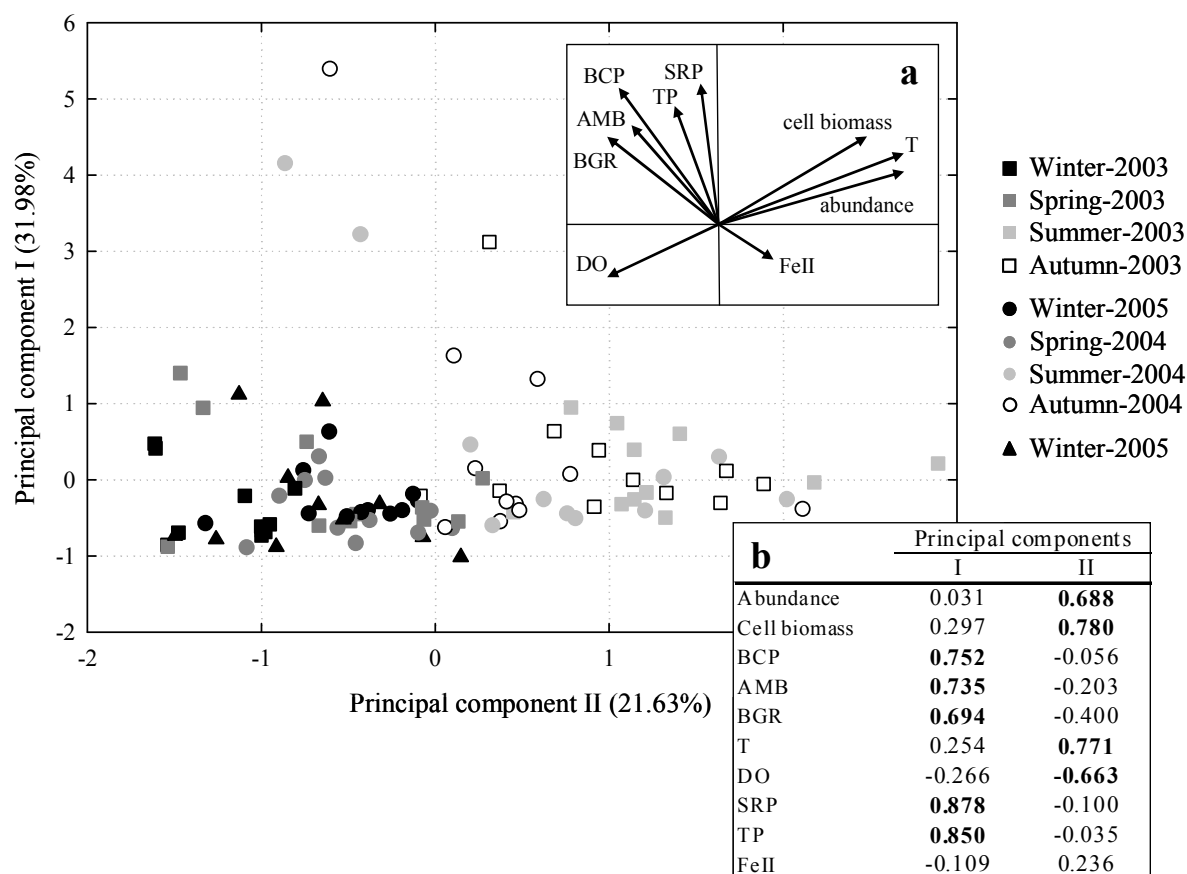 6
5
4
3
2
1
0
-1
-2
-2
-1
0
1
Principal component I (31.98%)
Principal component II (21.63%)
a
BCP
SRP
TP
AMB
BGR
cell biomass
T
abundance
DO
FeII
Winter-2003
Spring-2003
Summer-2003
Autumn-2003
Winter-2005
Spring-2004
Summer-2004
Autumn-2004
Winter-2005
b
Principal components
I II
Abundance 0.031 0.688
Cell biomass 0.297 0.780
BCP 0.752 -0.056
AMB 0.735 -0.203
BGR 0.694 -0.400
T 0.254 0.771
DO -0.266 -0.663
SRP 0.878 -0.100
TP 0.850 -0.035
FeII -0.109 0.236